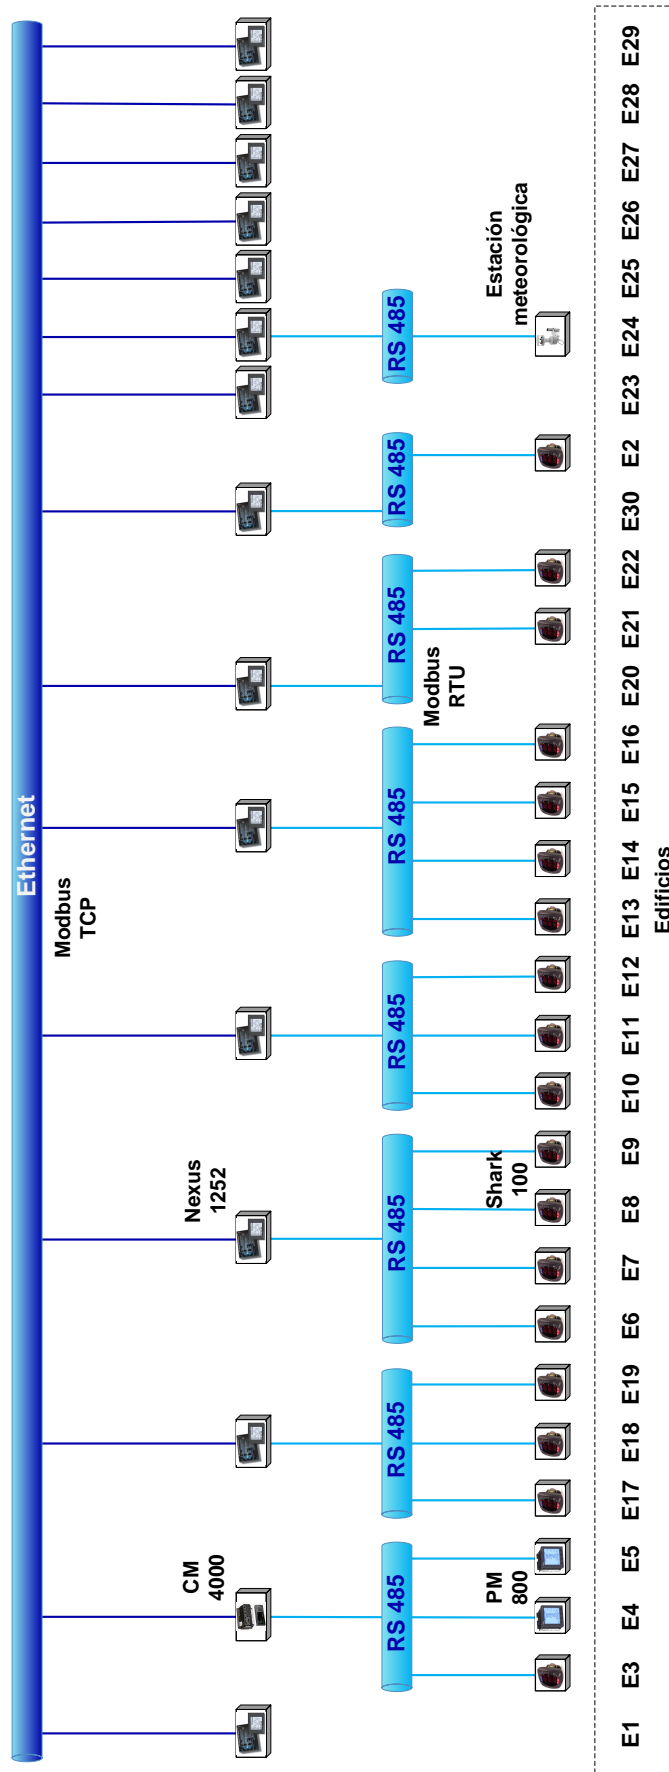 Ethernet
Modbus
TCP
CM
4000
Nexus
1252
RS 485
RS 485
RS 485
RS 485
RS 485
RS 485
RS 485
RS 485
Modbus
RTU
PM
800
Shark
100
Estación
meteorológica
E1 E3 E4 E5 E17 E18 E19 E6 E7 E8 E9 E10 E11 E12 E13 E14 E15 E16 E20 E21 E22 E30 E2 E23 E24 E25 E26 E27 E28 E29
Edificios